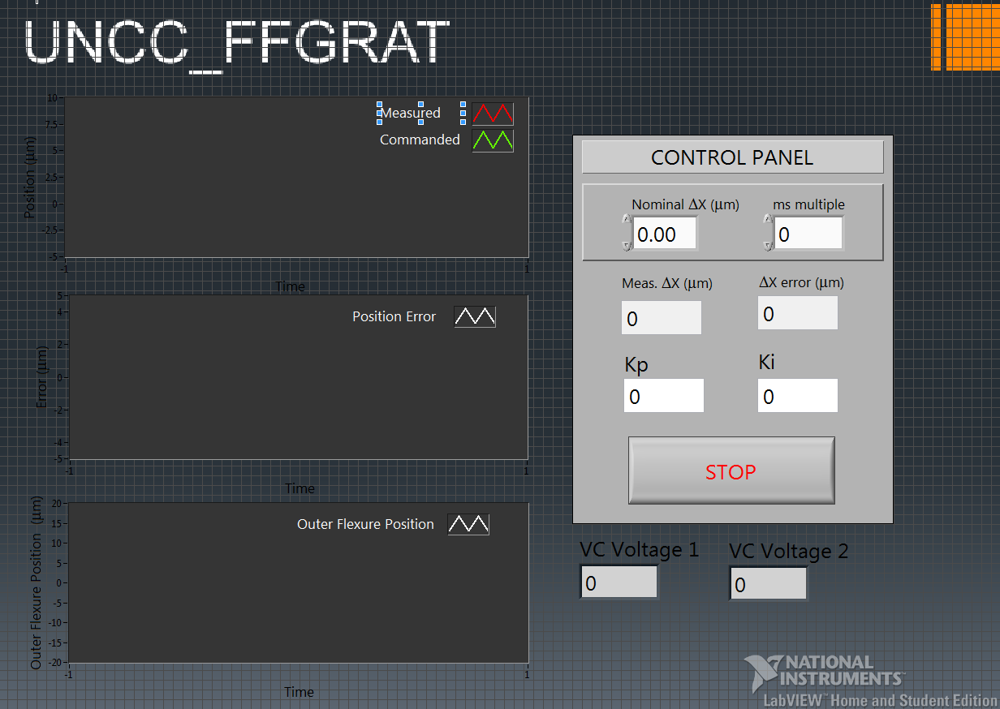 UNCC_FFGRAT
10
7.5
5
2.5
0
-2.5
-5
-1
1
Position (µm)
Time
Measured
Commanded
5
4
2
0
-2
-4
-5
-1
1
Error (µm)
Time
Position Error
20
15
10
5
0
-5
-10
-15
-20
-1
1
Outer Flexure Position (µm)
Time
Outer Flexure Position
CONTROL PANEL
Nominal ΔX (µm)
0.00
ms multiple
0
Meas. ΔX (µm)
0
ΔX error (µm)
0
Kp
0
Ki
0
STOP
VC Voltage 1
0
VC Voltage 2
0
NATIONAL
INSTRUMENTS™
LabVIEW™ Home and Student Edition